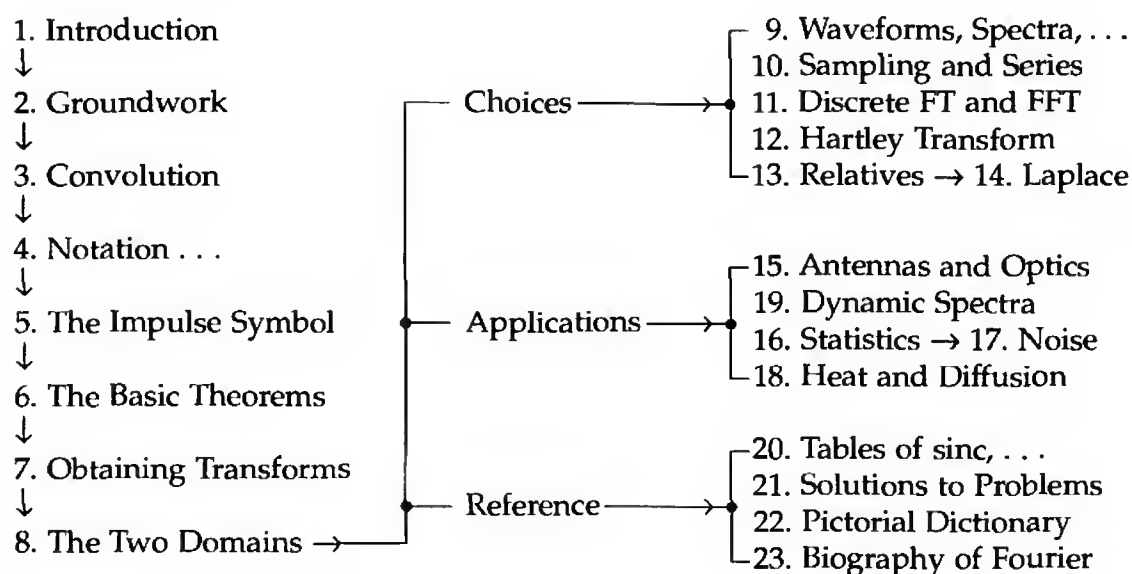 1. Introduction
↓
2. Groundwork
↓
3. Convolution
↓
4. Notation . . .
↓
5. The Impulse Symbol
↓
6. The Basic Theorems
↓
7. Obtaining Transforms
↓
8. The Two Domains →
Choices
9. Waveforms, Spectra, . . .
10. Sampling and Series
11. Discrete FT and FFT
12. Hartley Transform
13. Relatives → 14. Laplace
Applications
15. Antennas and Optics
19. Dynamic Spectra
16. Statistics → 17. Noise
18. Heat and Diffusion
Reference
20. Tables of sinc, . . .
21. Solutions to Problems
22. Pictorial Dictionary
23. Biography of Fourier